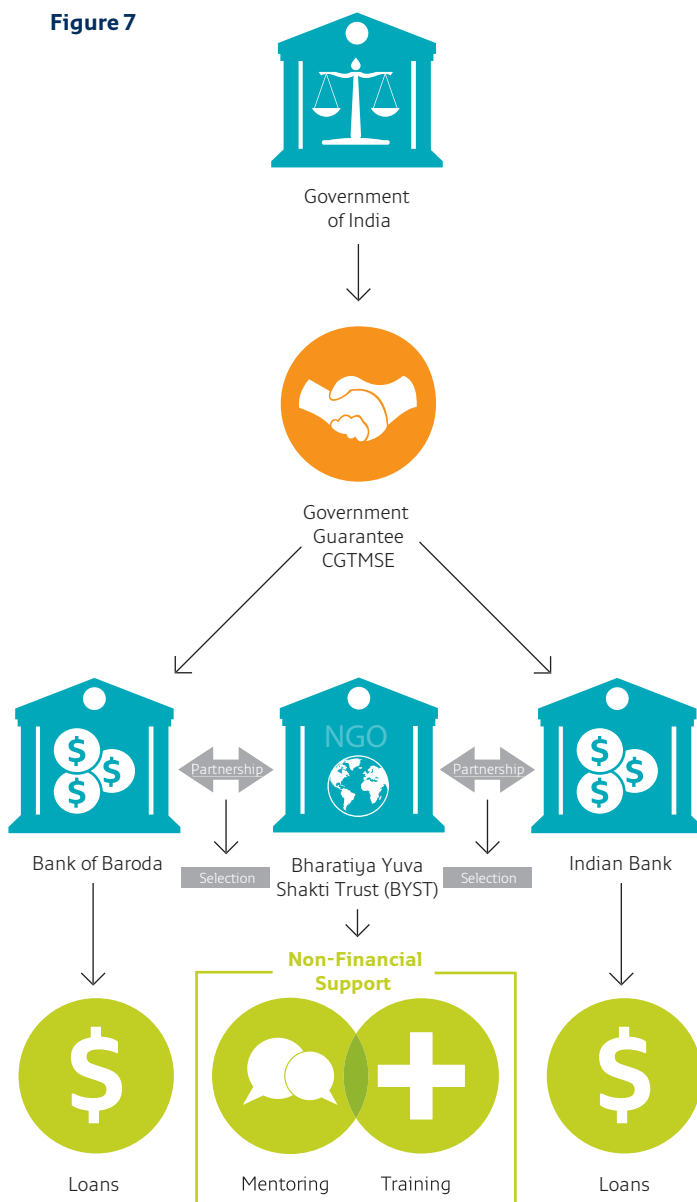 Figure 7
Government
of India
Government
Guarantee
CGTMSE
$ $ $
NGO
$ $ $
Partnership
Partnership
Bank of Baroda
Bharatiya Yuva
Shakti Trust (BYST)
Indian Bank
Selection
Selection
Non-Financial
Support
$
$
Loans
Mentoring
Training
Loans